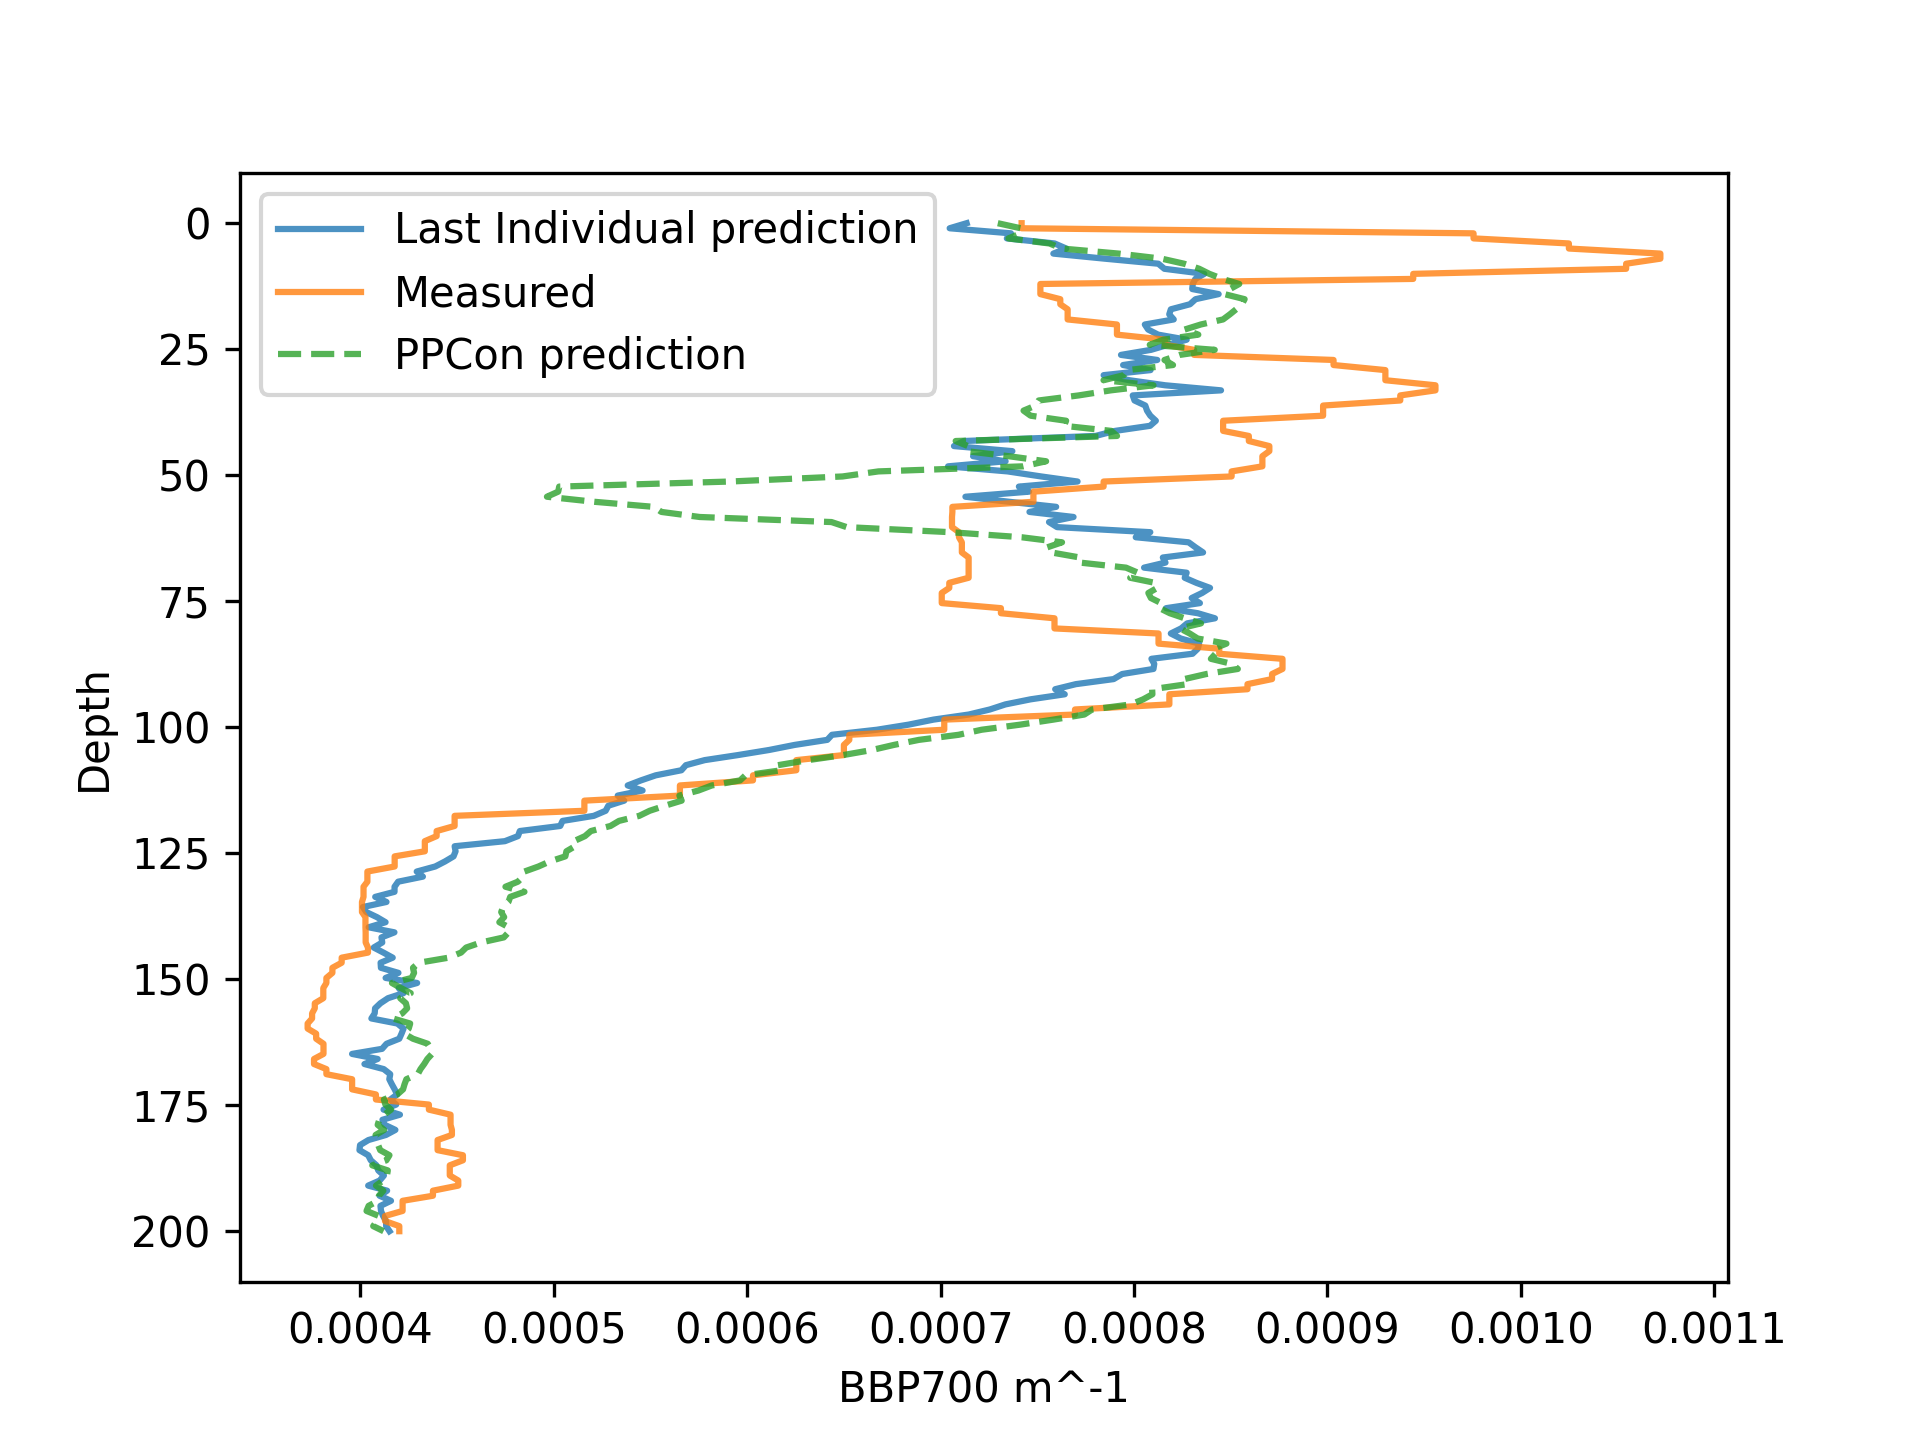 Last Individual prediction
Measured
PPCon prediction
0
25
50
75
100
125
150
175
200
Depth
0.0004 0.0005 0.0006 0.0007 0.0008 0.0009 0.0010 0.0011
BBP700 m^-1